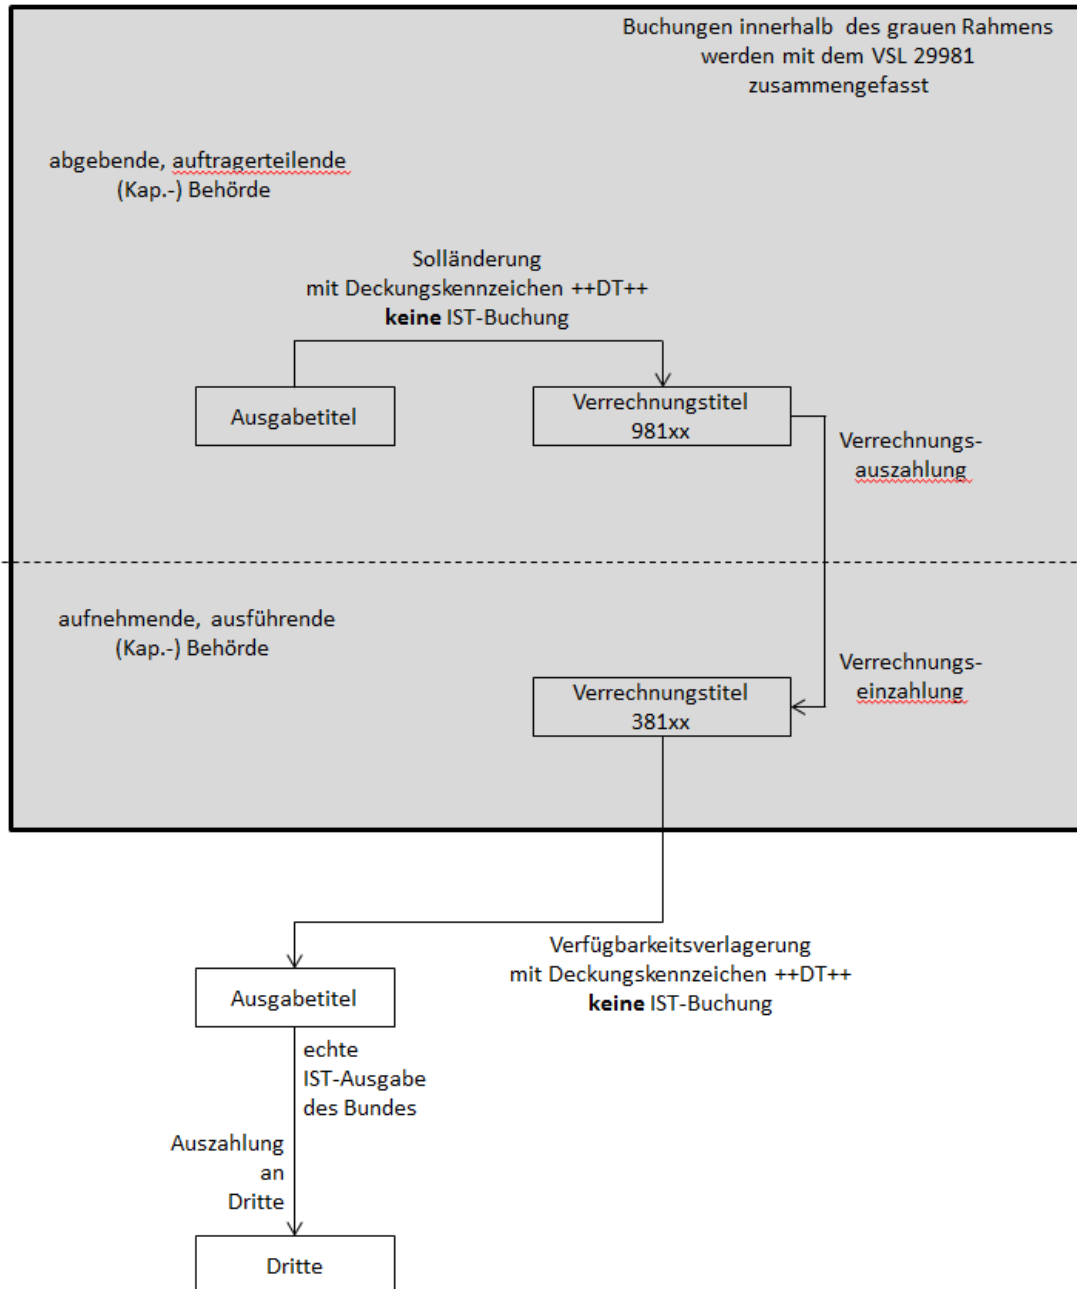 Buchungen innerhalb des grauen Rahmens
werden mit dem VSL 29981
zusammengefasst
abgebende, auftragerteilende
(Kap.-) Behörde
Solländerung
mit Deckungskennzeichen ++DT++
keine IST-Buchung
Ausgabetitel
Verrechnungstitel
981xx
Verrechnungs-
auszahlung
aufnehmende, ausführende
(Kap.-) Behörde
Verrechnungs-
einzahlung
Verrechnungstitel
381xx
Verfügbarkeitsverlagerung
mit Deckungskennzeichen ++DT++
keine IST-Buchung
Ausgabetitel
echte
IST-Ausgabe
des Bundes
Auszahlung
an
Dritte
Dritte